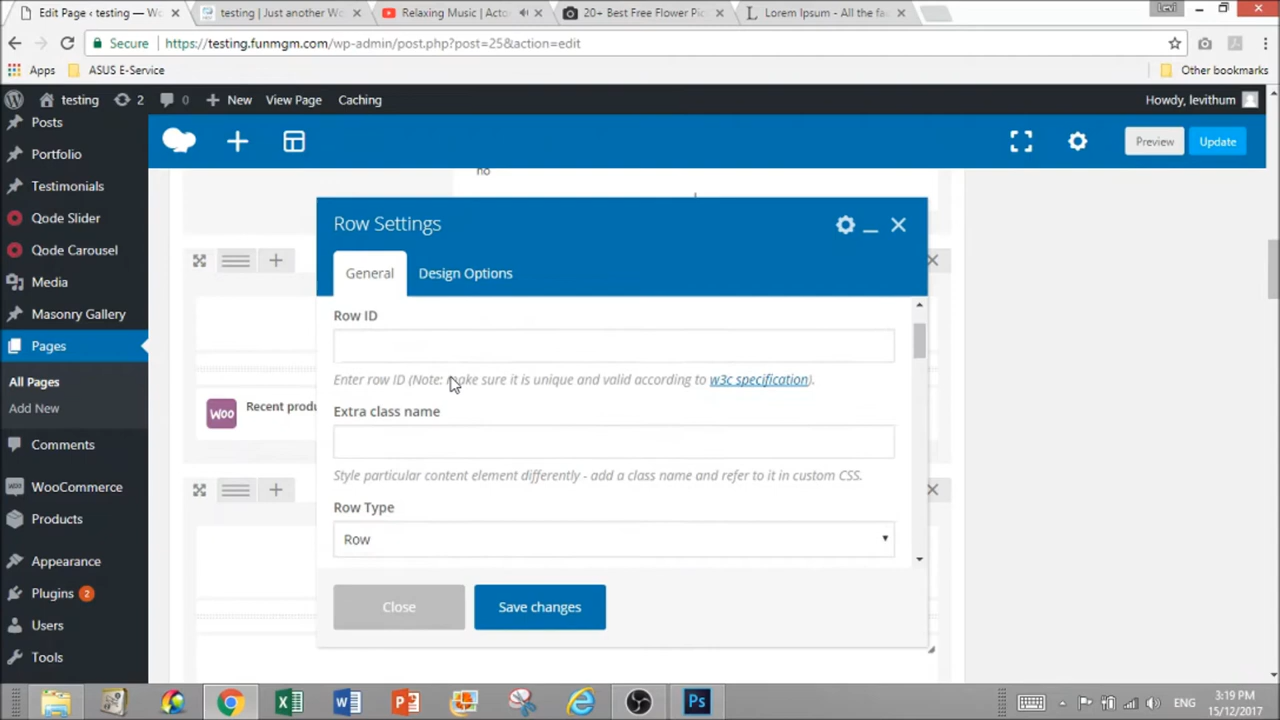 Edit Page ‹ testing — Wo
testing | Just another W
Relaxing Music | Acto
20+ Best Free Flower Pic
Lorem Ipsum - All the fa
Levi
Secure
https://testing.funmgm.com/wp-admin/post.php?post=25&action=edit
Apps
ASUS E-Service
Other bookmarks
testing
2
0
New
View Page
Caching
Howdy, levithum
Posts
Portfolio
Testimonials
Qode Slider
Qode Carousel
Media
Masonry Gallery
Pages
All Pages
Add New
Comments
WooCommerce
Products
Appearance
Plugins 2
Users
Tools
Preview
Update
no
Row Settings
General
Design Options
Row ID
Enter row ID (Note: make sure it is unique and valid according to w3c specification).
Extra class name
Style particular content element differently - add a class name and refer to it in custom CSS.
Row Type
Row
Close
Save changes
Woo
Recent produ
Ps
ENG
3:19 PM
15/12/2017